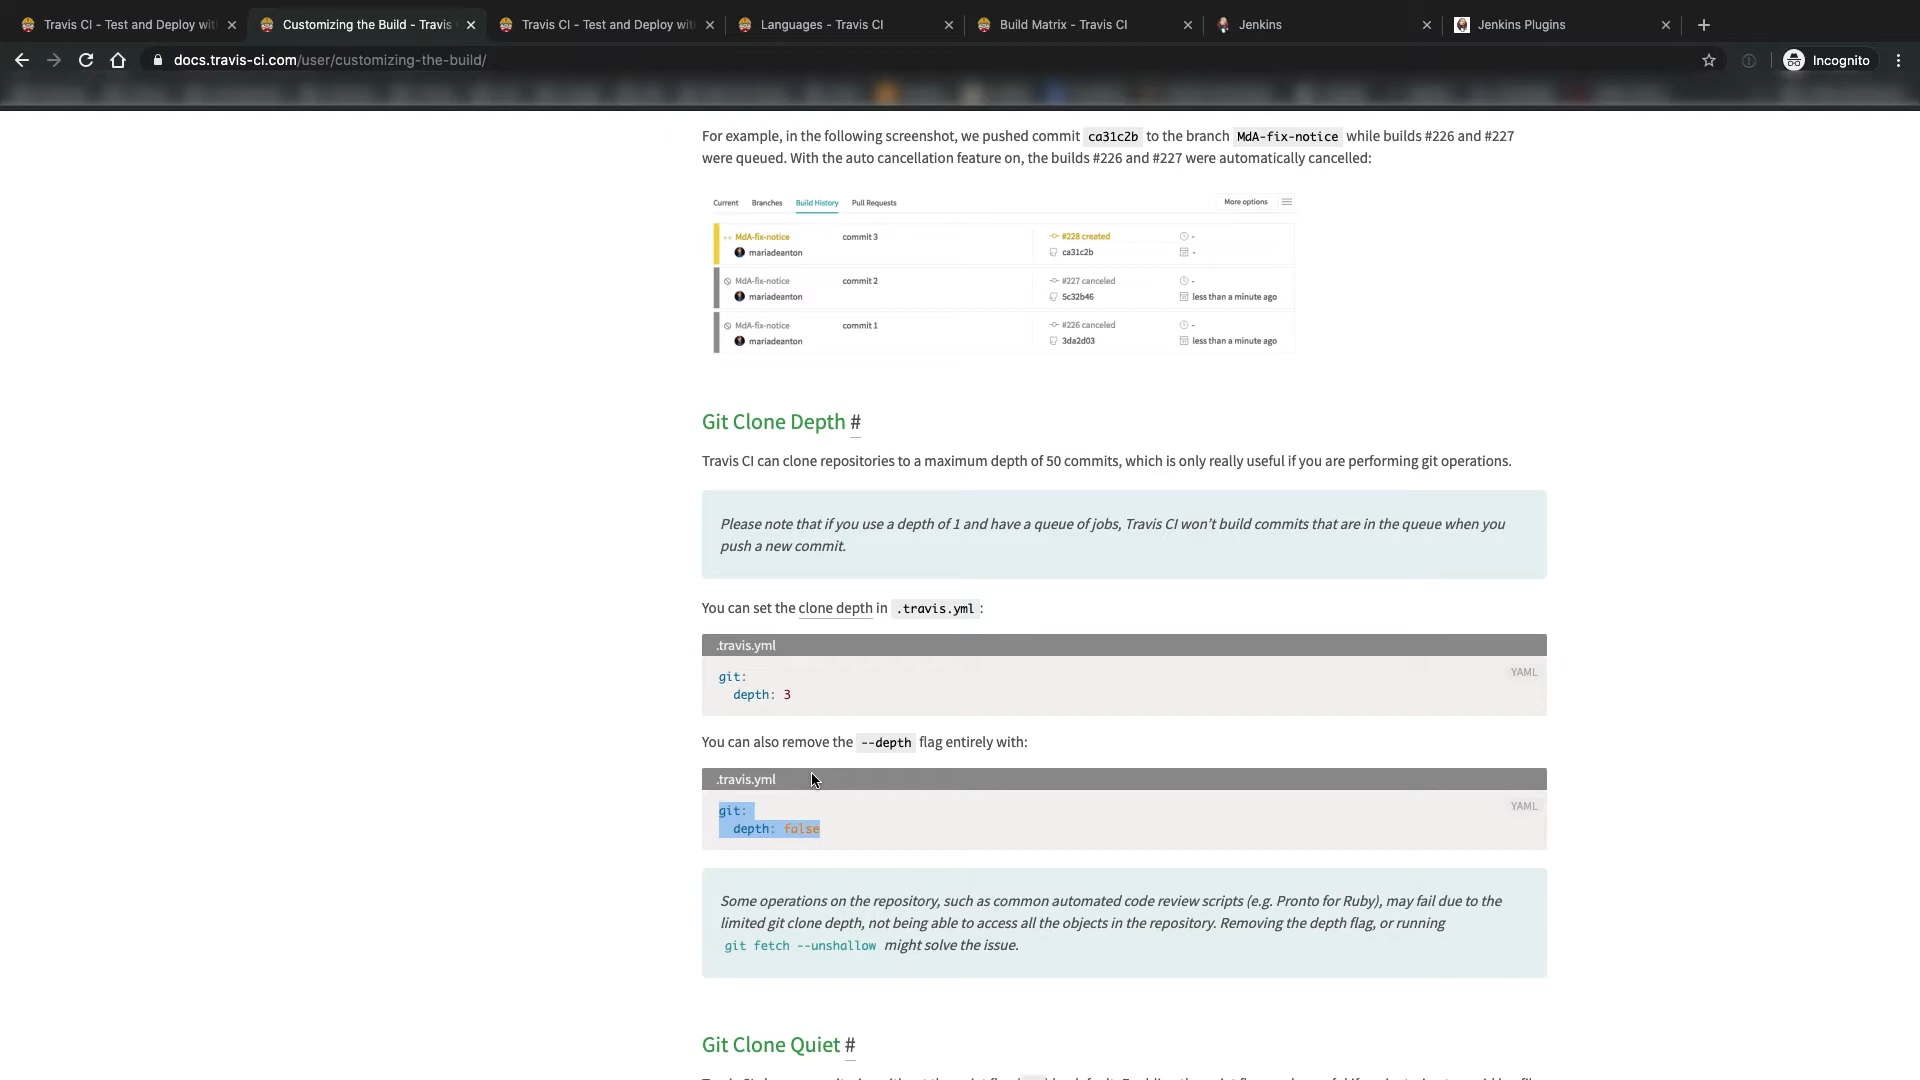 Travis CI - Test and Deploy wit
Customizing the Build - Travis
Travis CI - Test and Deploy wit
Languages - Travis CI
Build Matrix - Travis CI
Jenkins
Jenkins Plugins
docs.travis-ci.com/user/customizing-the-build/
Incognito
For example, in the following screenshot, we pushed commit ca31c2b to the branch MdA-fix-notice while builds #226 and #227
were queued. With the auto cancellation feature on, the builds #226 and #227 were automatically cancelled:
Current Branches Build History Pull Requests More options
MdA-fix-notice commit 3 #228 created -
mariadeanton ca31c2b -
MdA-fix-notice commit 2 #227 canceled -
mariadeanton 5c32b46 less than a minute ago
MdA-fix-notice commit 1 #226 canceled -
mariadeanton 3da2d03 less than a minute ago
Git Clone Depth #
Travis CI can clone repositories to a maximum depth of 50 commits, which is only really useful if you are performing git operations.
Please note that if you use a depth of 1 and have a queue of jobs, Travis CI won’t build commits that are in the queue when you
push a new commit.
You can set the clone depth in .travis.yml :
.travis.yml
YAML
git:
depth: 3
You can also remove the --depth flag entirely with:
.travis.yml
YAML
git:
depth: false
Some operations on the repository, such as common automated code review scripts (e.g. Pronto for Ruby), may fail due to the
limited git clone depth, not being able to access all the objects in the repository. Removing the depth flag, or running
git fetch --unshallow might solve the issue.
Git Clone Quiet #